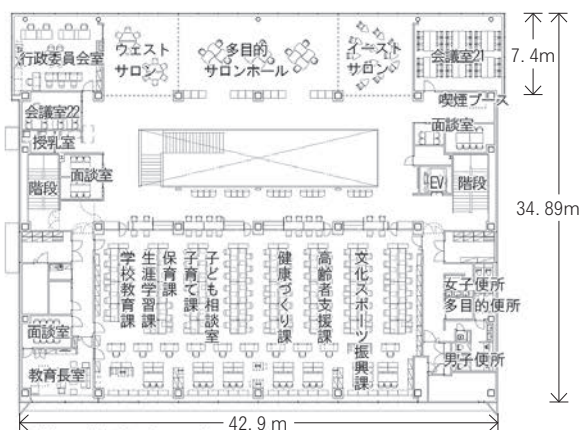 行政委員会室
ウェスト
サロン
多目的
サロンホール
イースト
サロン
会議室21
7.4m
会議室22
喫煙ブース
授乳室
面談室
面談室
階段
EV
階段
34.89m
学校教育課
生涯学習課
保育課
子育て課
子ども相談室
健康づくり課
高齢者支援課
文化スポーツ振興課
女子便所
多目的便所
面談室
男子便所
教育長室
42.9m